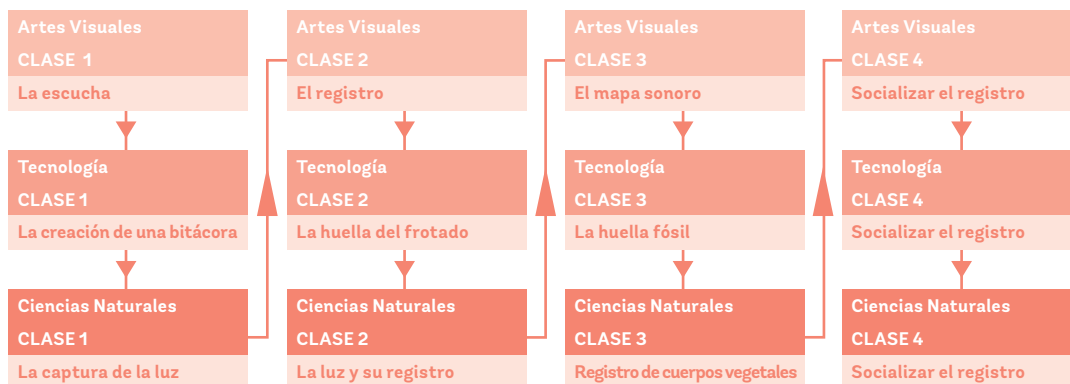 Artes Visuales
CLASE 1
La escucha
Tecnología
CLASE 1
La creación de una bitácora
Ciencias Naturales
CLASE 1
La captura de la luz
Artes Visuales
CLASE 2
El registro
Tecnología
CLASE 2
La huella del frotado
Ciencias Naturales
CLASE 2
La luz y su registro
Artes Visuales
CLASE 3
El mapa sonoro
Tecnología
CLASE 3
La huella fósil
Ciencias Naturales
CLASE 3
Registro de cuerpos vegetales
Artes Visuales
CLASE 4
Socializar el registro
Tecnología
CLASE 4
Socializar el registro
Ciencias Naturales
CLASE 4
Socializar el registro